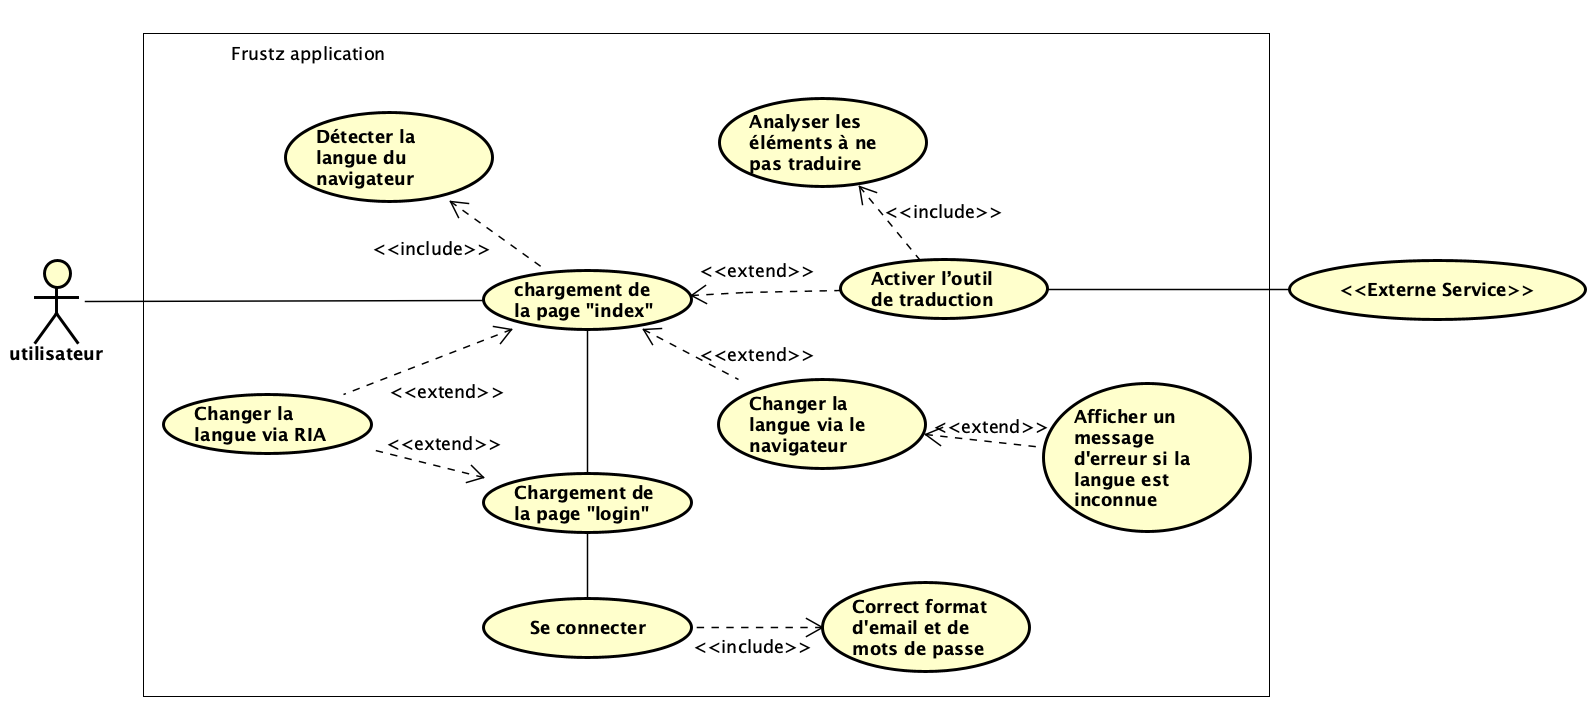 Frustz application
Détecter la
langue du
navigateur
Analyser les
éléments à ne
pas traduire
<<include>>
<<include>>
utilisateur
chargement de
la page "index"
<<extend>>
Activer l’outil
de traduction
<<Externe Service>>
<<extend>>
<<extend>>
Changer la
langue via RIA
<<extend>>
Changer la
langue via le
navigateur
<<extend>>
Afficher un
message
d'erreur si la
langue est
inconnue
Chargement de
la page "login"
Se connecter
<<include>>
Correct format
d'email et de
mots de passe